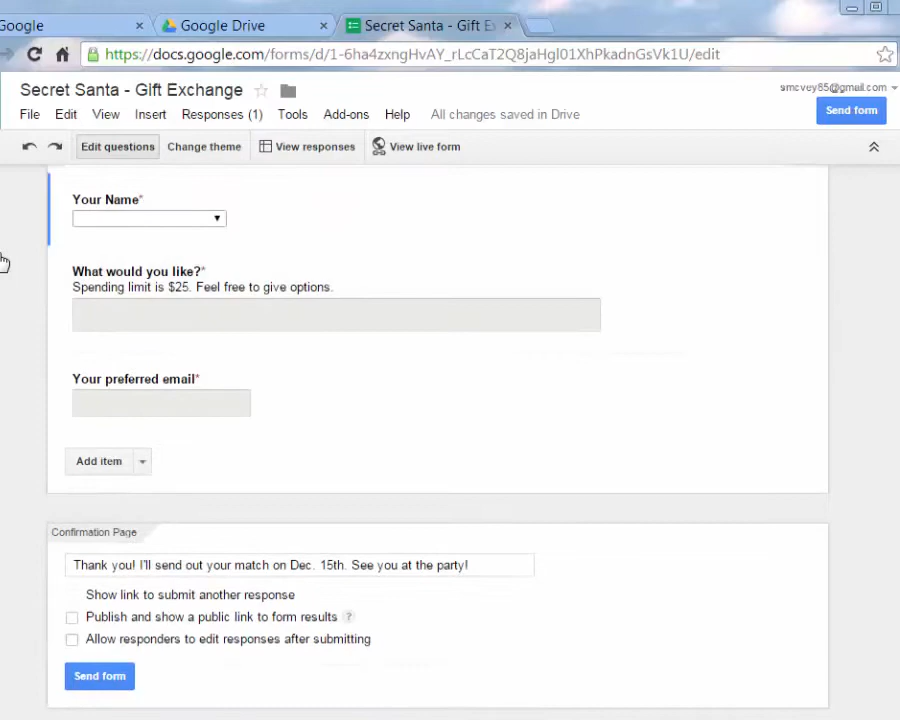 Google
Google Drive
Secret Santa - Gift Ex
https://docs.google.com/forms/d/1-6ha4zxngHvAY_rLcCaT2Q8jaHgl01XhPkadnGsVk1U/edit
Secret Santa - Gift Exchange
smcvey85@gmail.com
File Edit View Insert Responses (1) Tools Add-ons Help All changes saved in Drive
Send form
Edit questions Change theme View responses View live form
Your Name*
What would you like?*
Spending limit is $25. Feel free to give options.
Your preferred email*
Add item
Confirmation Page
Thank you! I'll send out your match on Dec. 15th. See you at the party!
Show link to submit another response
Publish and show a public link to form results ?
Allow responders to edit responses after submitting
Send form